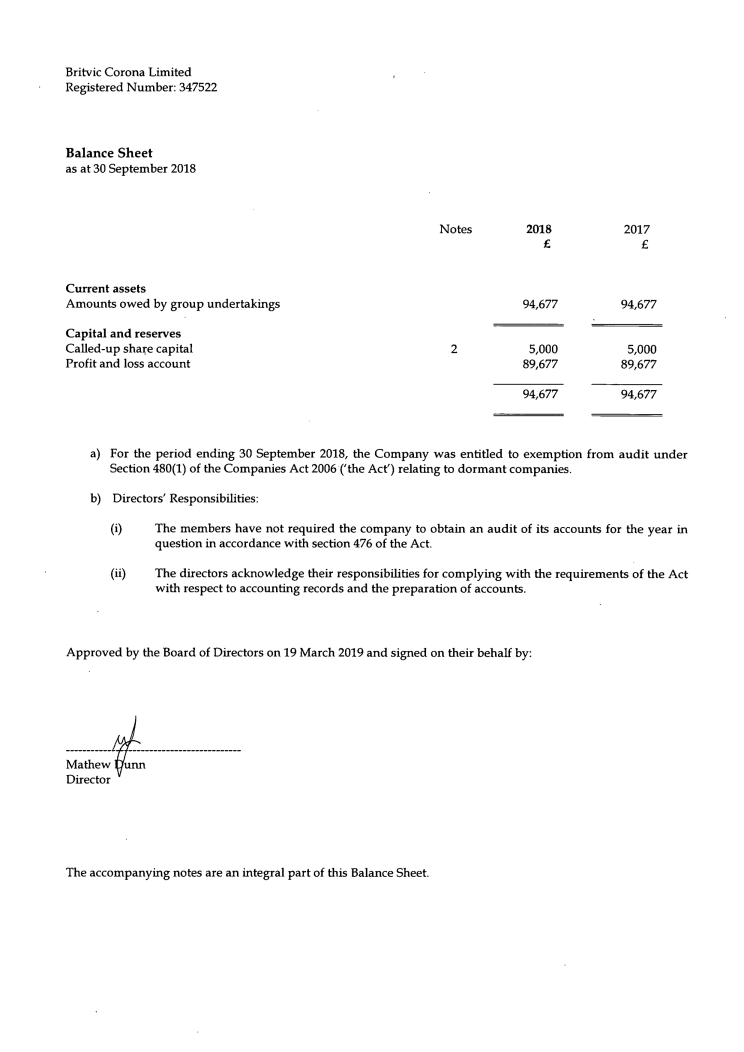 Britvic Corona Limited
Registered Number: 347522
Balance Sheet
as at 30 September 2018
Notes 2018 2017
£ £
Current assets
Amounts owed by group undertakings 94,677 94,677
Capital and reserves
Called-up share capital 2 5,000 5,000
Profit and loss account 89,677 89,677
94,677 94,677
a) For the period ending 30 September 2018, the Company was entitled to exemption from audit under
Section 480(1) of the Companies Act 2006 ('the Act') relating to dormant companies.
b) Directors' Responsibilities:
(i) The members have not required the company to obtain an audit of its accounts for the year in
question in accordance with section 476 of the Act.
(ii) The directors acknowledge their responsibilities for complying with the requirements of the Act
with respect to accounting records and the preparation of accounts.
Approved by the Board of Directors on 19 March 2019 and signed on their behalf by:
Mathew Dunn
Director
The accompanying notes are an integral part of this Balance Sheet.